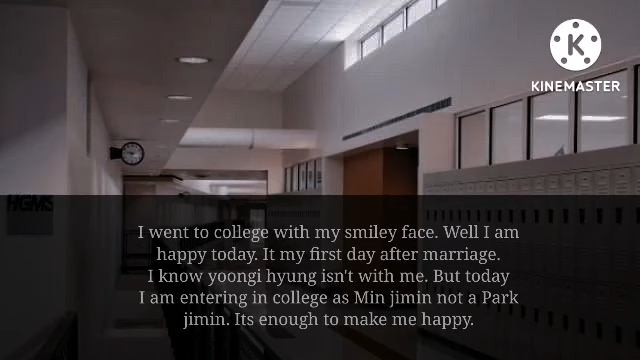 K
KINEMASTER
HGMS
I went to college with my smiley face. Well I am
happy today. It my first day after marriage.
I know yoongi hyung isn't with me. But today
I am entering in college as Min jimin not a Park
jimin. Its enough to make me happy.